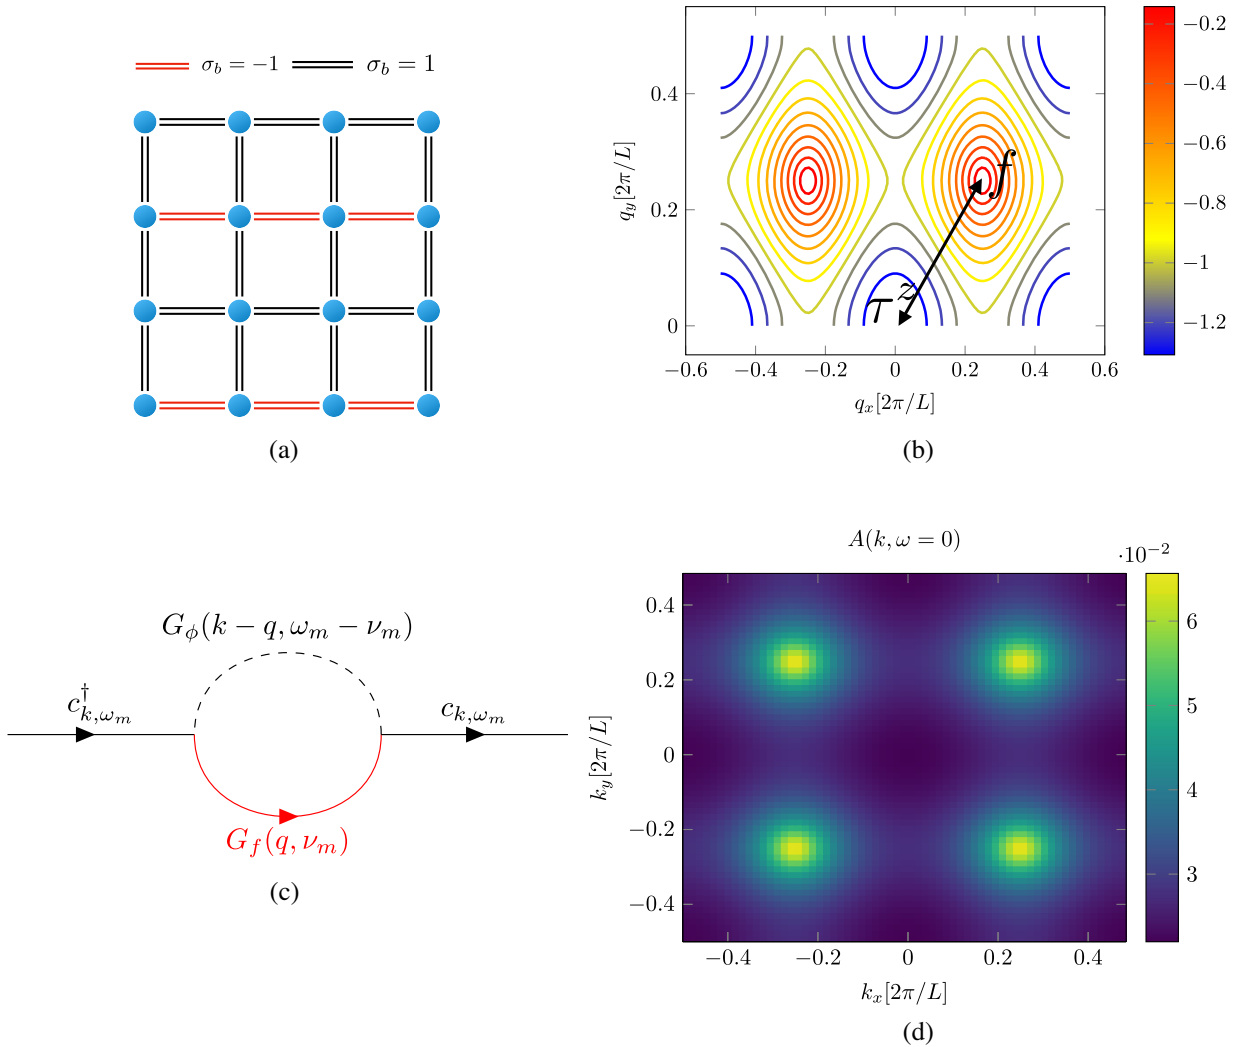 σ_b = −1 σ_b = 1
(a)
q_y[2π/L]
0.4
0.2
0
−0.6 −0.4 −0.2 0 0.2 0.4 0.6
q_x[2π/L]
f
τ^z
−0.2
−0.4
−0.6
−0.8
−1
−1.2
(b)
G_ϕ(k − q, ω_m − ν_m)
c^†_{k,ω_m}
c_{k,ω_m}
G_f(q, ν_m)
(c)
A(k, ω = 0)
·10^−2
k_y[2π/L]
0.4
0.2
0
−0.2
−0.4
−0.4 −0.2 0 0.2 0.4
k_x[2π/L]
6
5
4
3
(d)